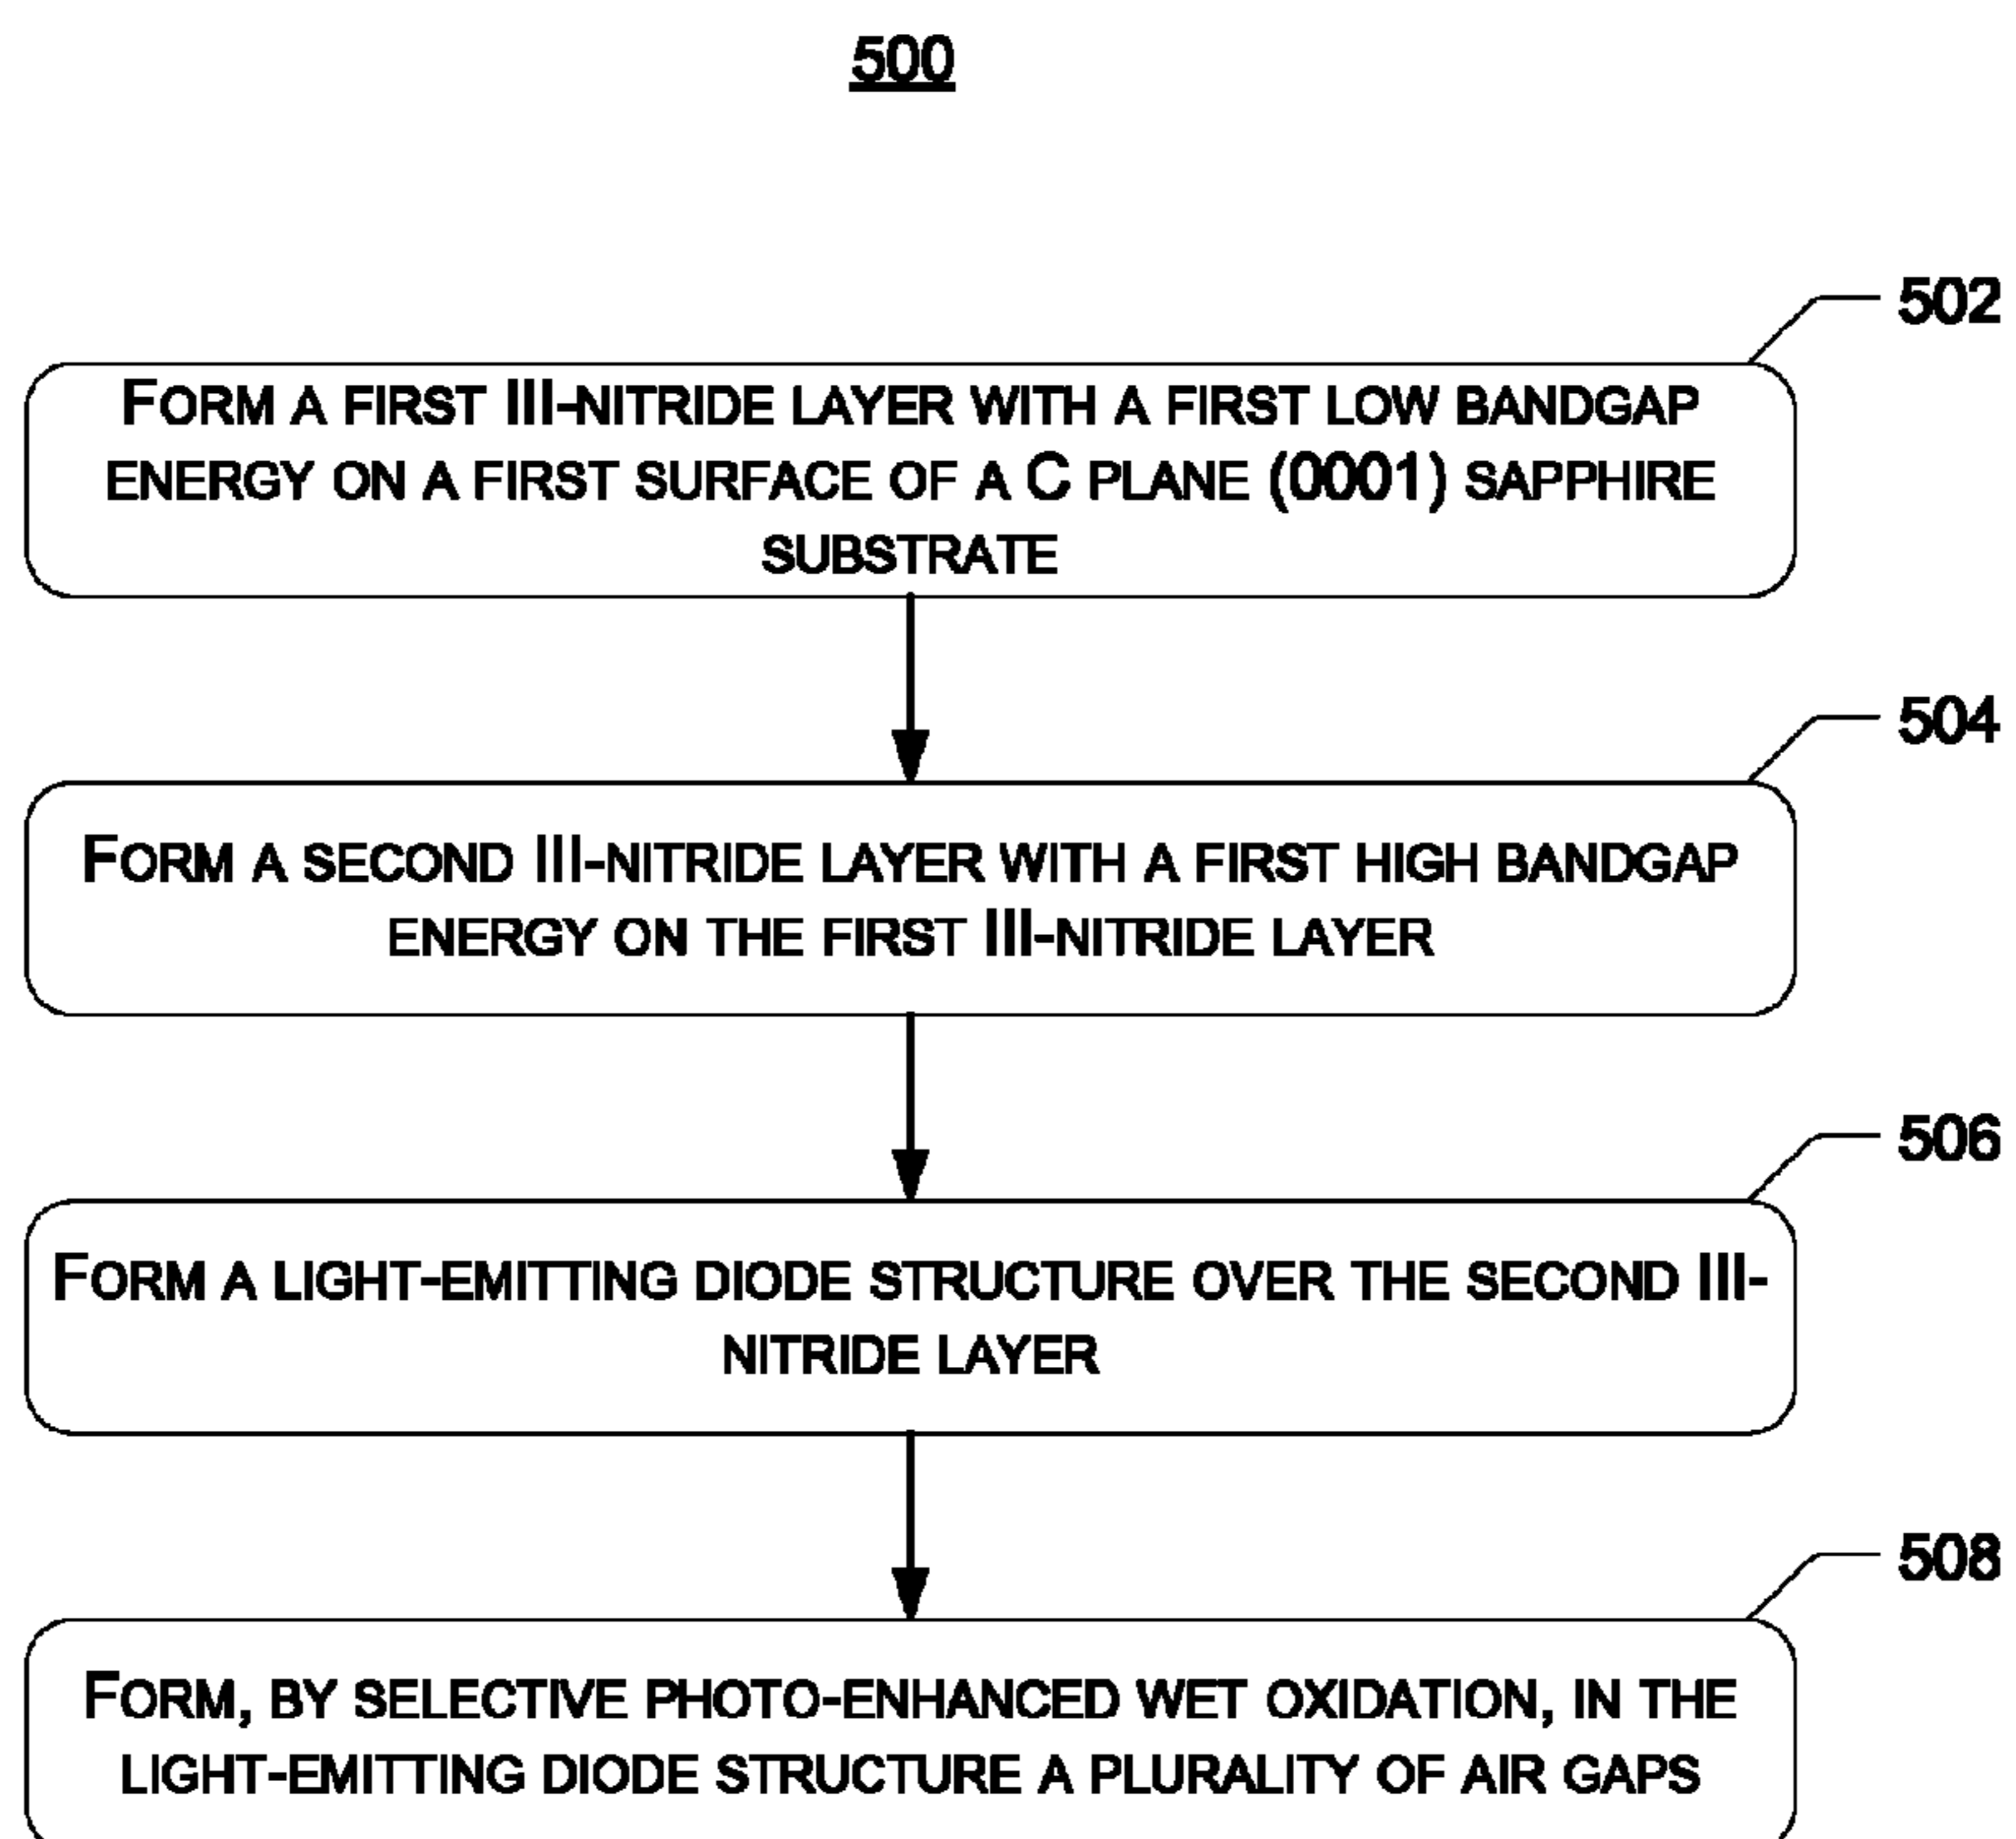 500
502
FORM A FIRST III-NITRIDE LAYER WITH A FIRST LOW BANDGAP
ENERGY ON A FIRST SURFACE OF A C PLANE (0001) SAPPHIRE
SUBSTRATE
504
FORM A SECOND III-NITRIDE LAYER WITH A FIRST HIGH BANDGAP
ENERGY ON THE FIRST III-NITRIDE LAYER
506
FORM A LIGHT-EMITTING DIODE STRUCTURE OVER THE SECOND III-
NITRIDE LAYER
508
FORM, BY SELECTIVE PHOTO-ENHANCED WET OXIDATION, IN THE
LIGHT-EMITTING DIODE STRUCTURE A PLURALITY OF AIR GAPS